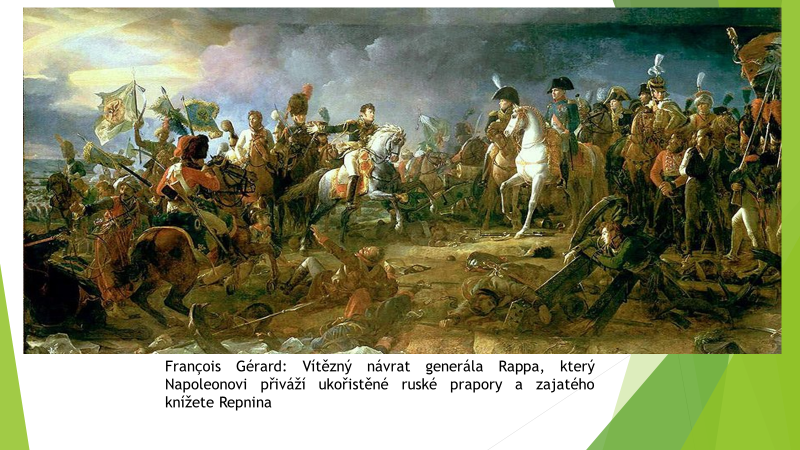 François Gérard: Vítězný návrat generála Rappa, který
Napoleonovi přiváží ukořistěné ruské prapory a zajatého
knížete Repnina